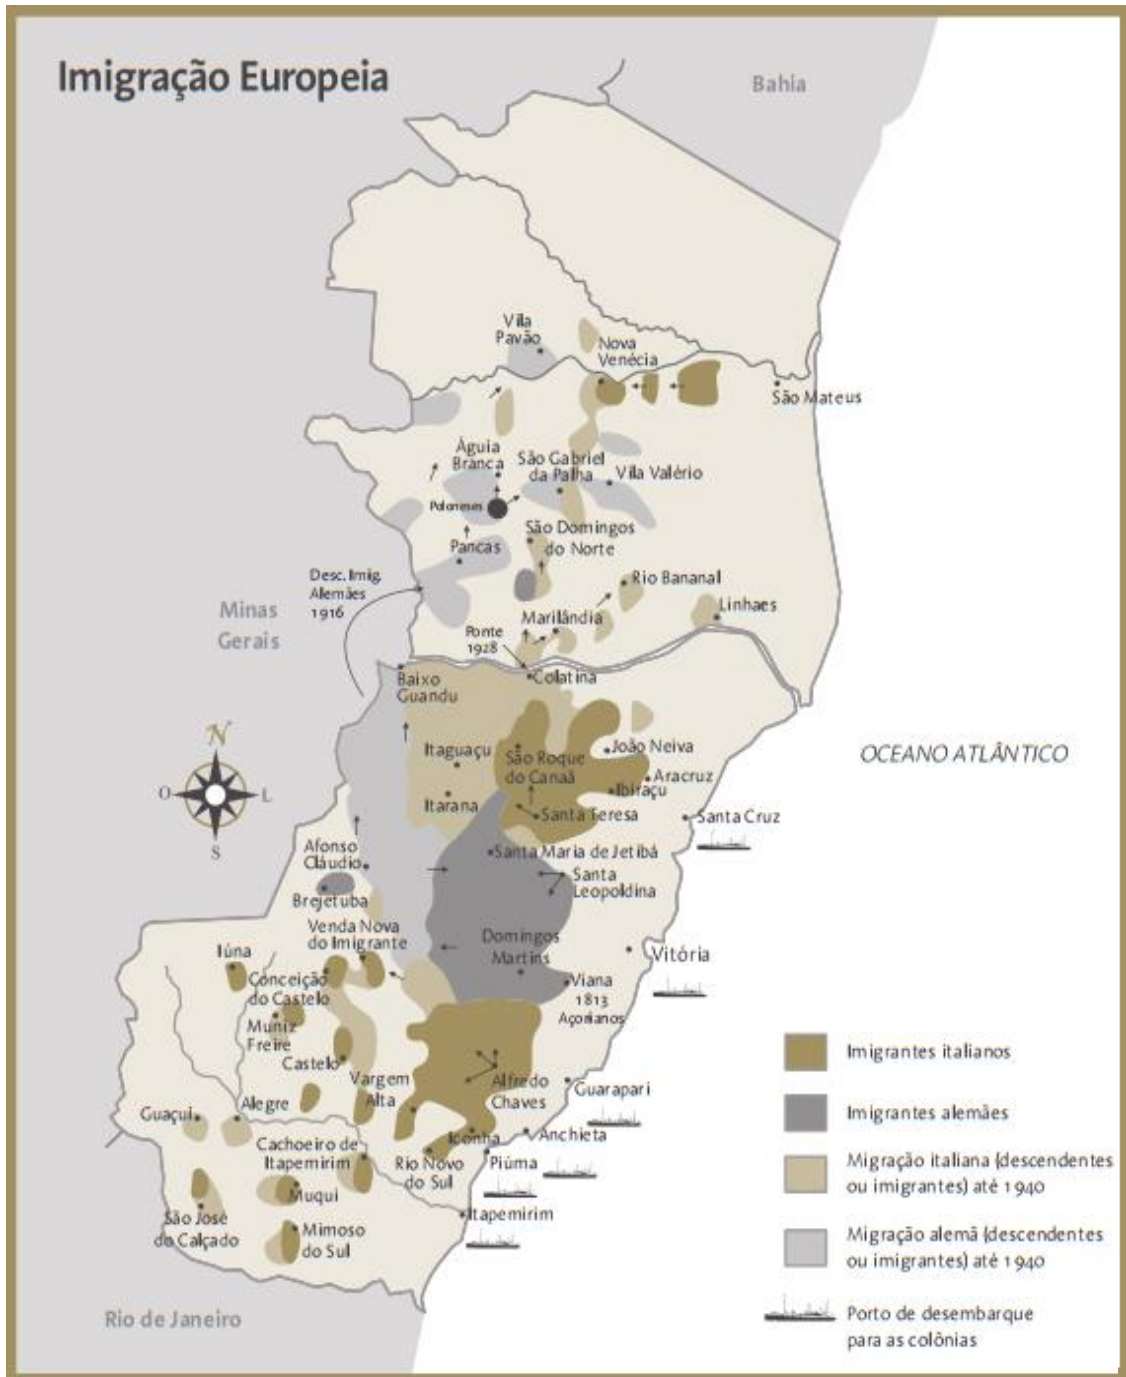 Imigração Europeia
Bahia
Vila
Pavão
Nova
Venécia
São Mateus
Águia
Branca
São Gabriel
da Palha
Vila Valério
Poloneses
São Domingos
do Norte
Pancas
Desc. Imig.
Alemães
1916
Rio Bananal
Minas
Gerais
Linhaes
Marilândia
Ponte
1928
Baixo
Guandu
Colatina
N
O
L
S
OCEANO ATLÂNTICO
Itaguaçu
São Roque
do Canaã
João Neiva
Aracruz
Ibiraçu
Itarana
Santa Teresa
Santa Cruz
Afonso
Cláudio
Santa Maria de Jetibá
Santa
Leopoldina
Brejetuba
Venda Nova
do Imigrante
Domingos
Martins
Vitória
Iúna
Conceição
do Castelo
Viana
1813
Açorianos
Muniz
Freire
Castelo
Vargem
Alta
Alfredo
Chaves
Guarapari
Guaçuí
Alegre
Cachoeiro de
Itapemirim
Iconha
Anchieta
Rio Novo
do Sul
Piúma
Muqui
São José
do Calçado
Itapemirim
Mimoso
do Sul
Rio de Janeiro
Imigrantes italianos
Imigrantes alemães
Migração italiana (descendentes
ou imigrantes) até 1940
Migração alemã (descendentes
ou imigrantes) até 1940
Porto de desembarque
para as colônias